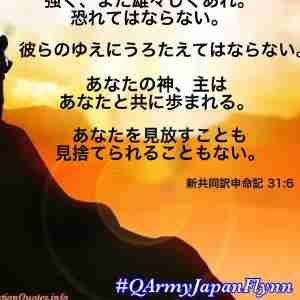 強く、また雄々しくあれ。
恐れてはならない。
彼らのゆえにうろたえてはならない。
あなたの神、主は
あなたと共に歩まれる。
あなたを見放すことも
見捨てられることもない。
新共同訳申命記 31:6
#QArmyJapanFlynn
tianQuotes.info